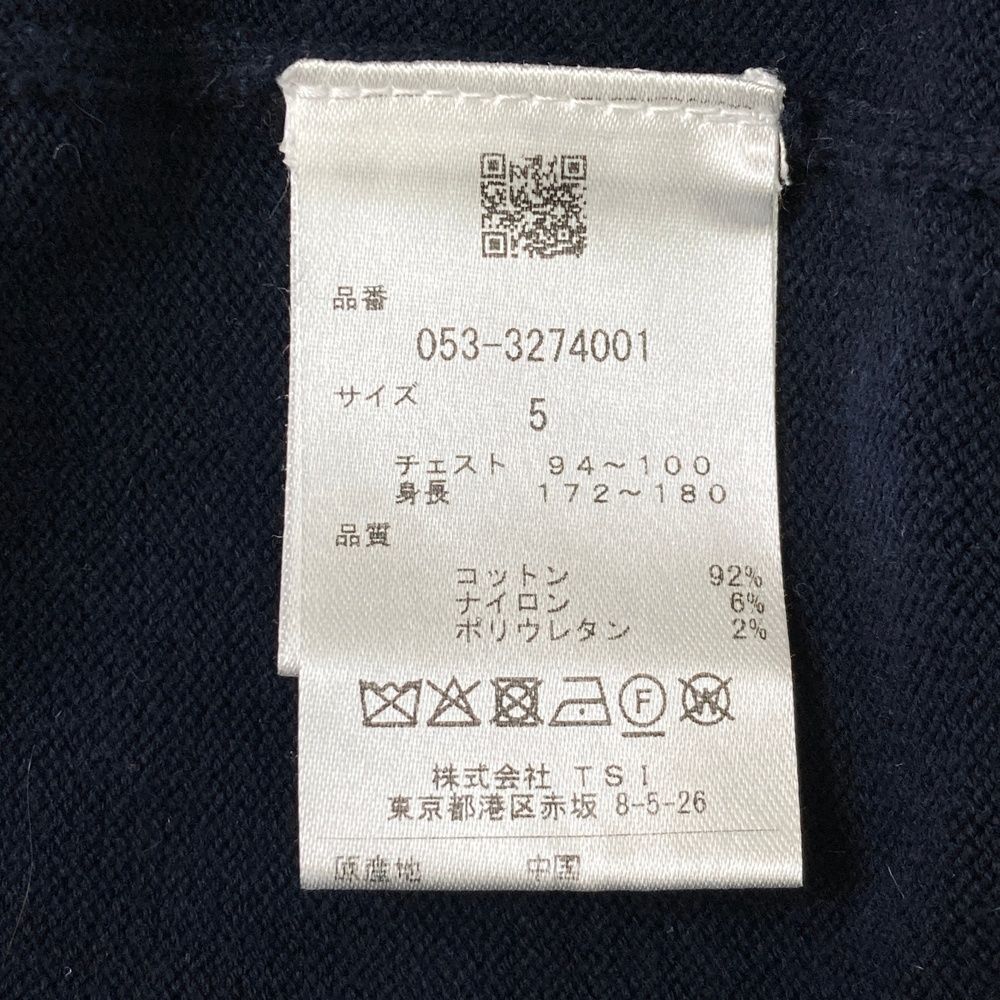 品番
053-3274001
サイズ 5
チェスト 94～100
身長 172～180
品質
コットン 92%
ナイロン 6%
ポリウレタン 2%
F W
株式会社 TSI
東京都港区赤坂 8-5-26
原産地 中国